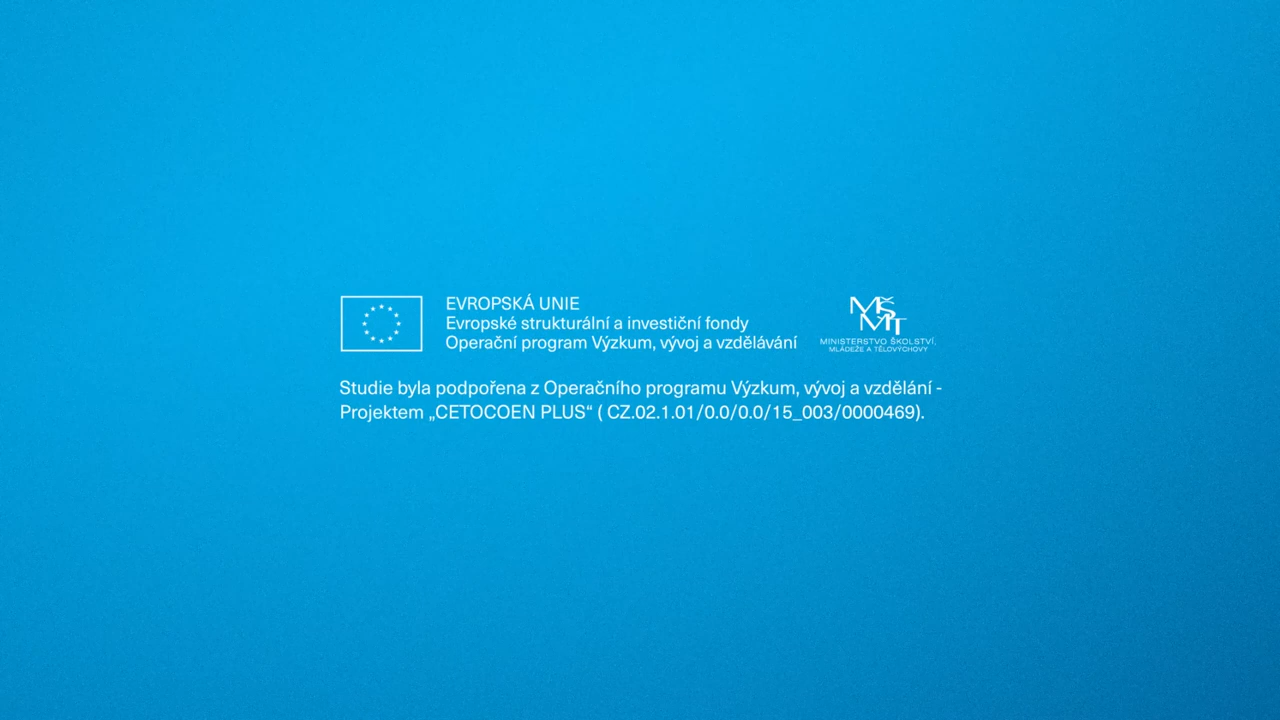 EVROPSKÁ UNIE
Evropské strukturální a investiční fondy
Operační program Výzkum, vývoj a vzdělávání
MŠMT
MINISTERSTVO ŠKOLSTVÍ,
MLÁDEŽE A TĚLOVÝCHOVY
Studie byla podpořena z Operačního programu Výzkum, vývoj a vzdělání -
Projektem „CETOCOEN PLUS“ ( CZ.02.1.01/0.0/0.0/15_003/0000469).